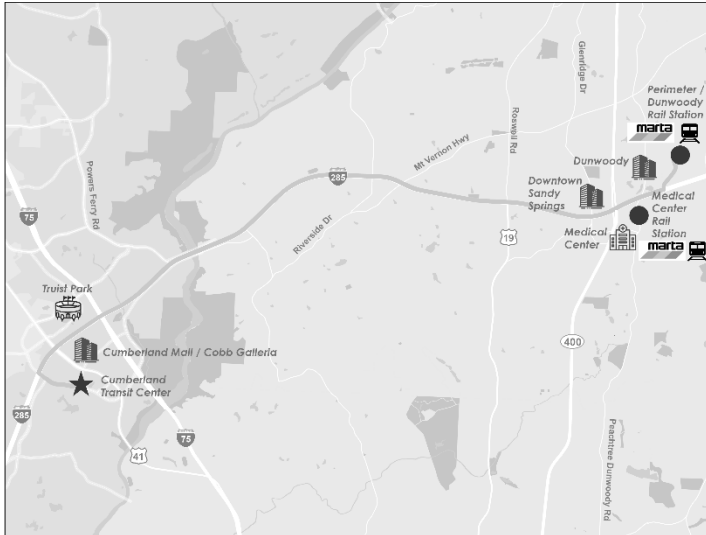 Glenridge Dr
Perimeter /
Dunwoody
Rail Station
marta
Roswell Rd
Mt Vernon Hwy
Dunwoody
Powers Ferry Rd
285
Downtown
Sandy
Springs
Medical
Center
Rail
Station
75
Riverside Dr
19
Medical
Center
marta
Truist Park
400
Cumberland Mall / Cobb Galleria
Cumberland
Transit Center
285
75
41
Peachtree Dunwoody Rd